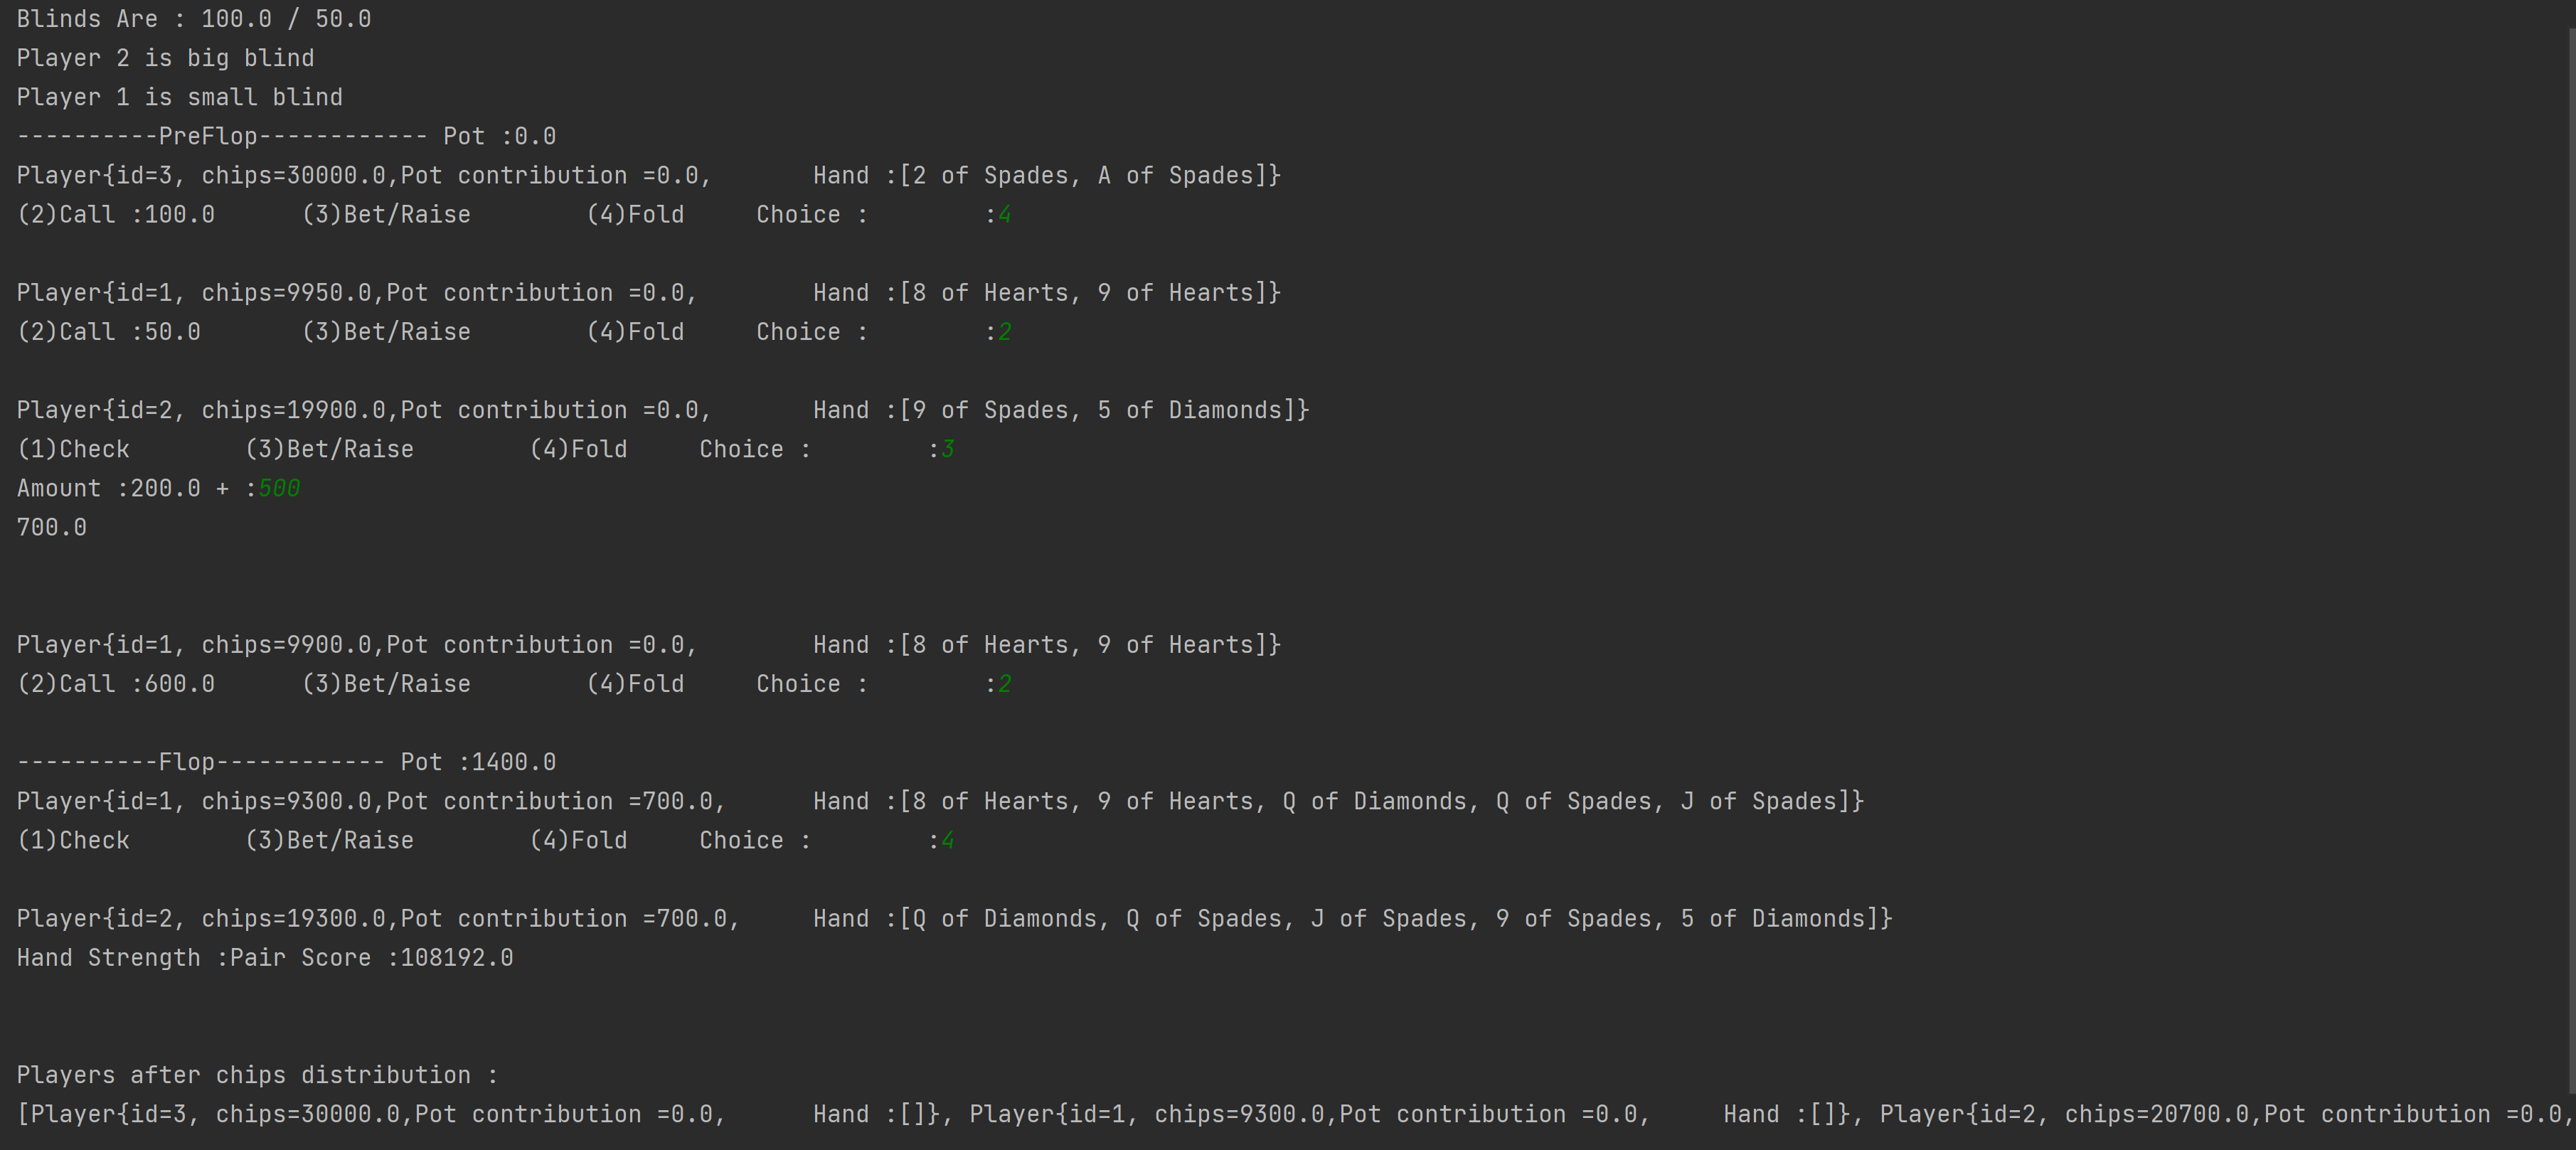 Blinds Are : 100.0 / 50.0
Player 2 is big blind
Player 1 is small blind
----------PreFlop------------ Pot :0.0
Player{id=3, chips=30000.0,Pot contribution =0.0,       Hand :[2 of Spades, A of Spades]}
(2)Call :100.0      (3)Bet/Raise        (4)Fold     Choice :        :4
Player{id=1, chips=9950.0,Pot contribution =0.0,        Hand :[8 of Hearts, 9 of Hearts]}
(2)Call :50.0       (3)Bet/Raise        (4)Fold     Choice :        :2
Player{id=2, chips=19900.0,Pot contribution =0.0,       Hand :[9 of Spades, 5 of Diamonds]}
(1)Check        (3)Bet/Raise        (4)Fold     Choice :        :3
Amount :200.0 + :500
700.0
Player{id=1, chips=9900.0,Pot contribution =0.0,        Hand :[8 of Hearts, 9 of Hearts]}
(2)Call :600.0      (3)Bet/Raise        (4)Fold     Choice :        :2
----------Flop------------ Pot :1400.0
Player{id=1, chips=9300.0,Pot contribution =700.0,      Hand :[8 of Hearts, 9 of Hearts, Q of Diamonds, Q of Spades, J of Spades]}
(1)Check        (3)Bet/Raise        (4)Fold     Choice :        :4
Player{id=2, chips=19300.0,Pot contribution =700.0,     Hand :[Q of Diamonds, Q of Spades, J of Spades, 9 of Spades, 5 of Diamonds]}
Hand Strength :Pair Score :108192.0
Players after chips distribution :
[Player{id=3, chips=30000.0,Pot contribution =0.0,      Hand :[]}, Player{id=1, chips=9300.0,Pot contribution =0.0,     Hand :[]}, Player{id=2, chips=20700.0,Pot contribution =0.0,